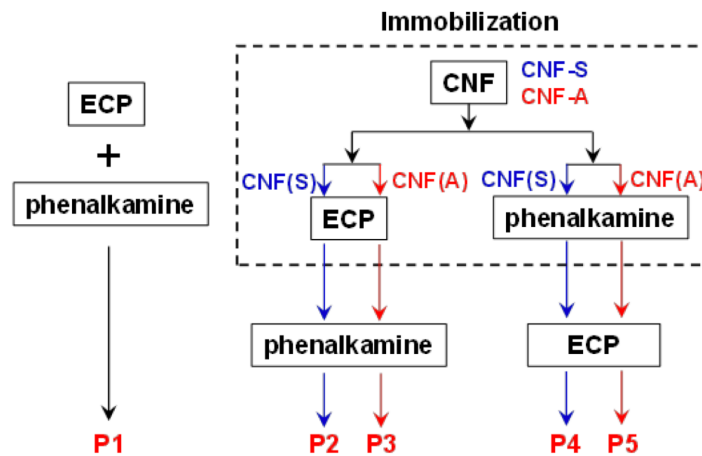 Immobilization
CNF
CNF-S
CNF-A
ECP
+
phenalkamine
CNF(S)
CNF(A)
CNF(S)
CNF(A)
ECP
phenalkamine
phenalkamine
ECP
P1
P2
P3
P4
P5